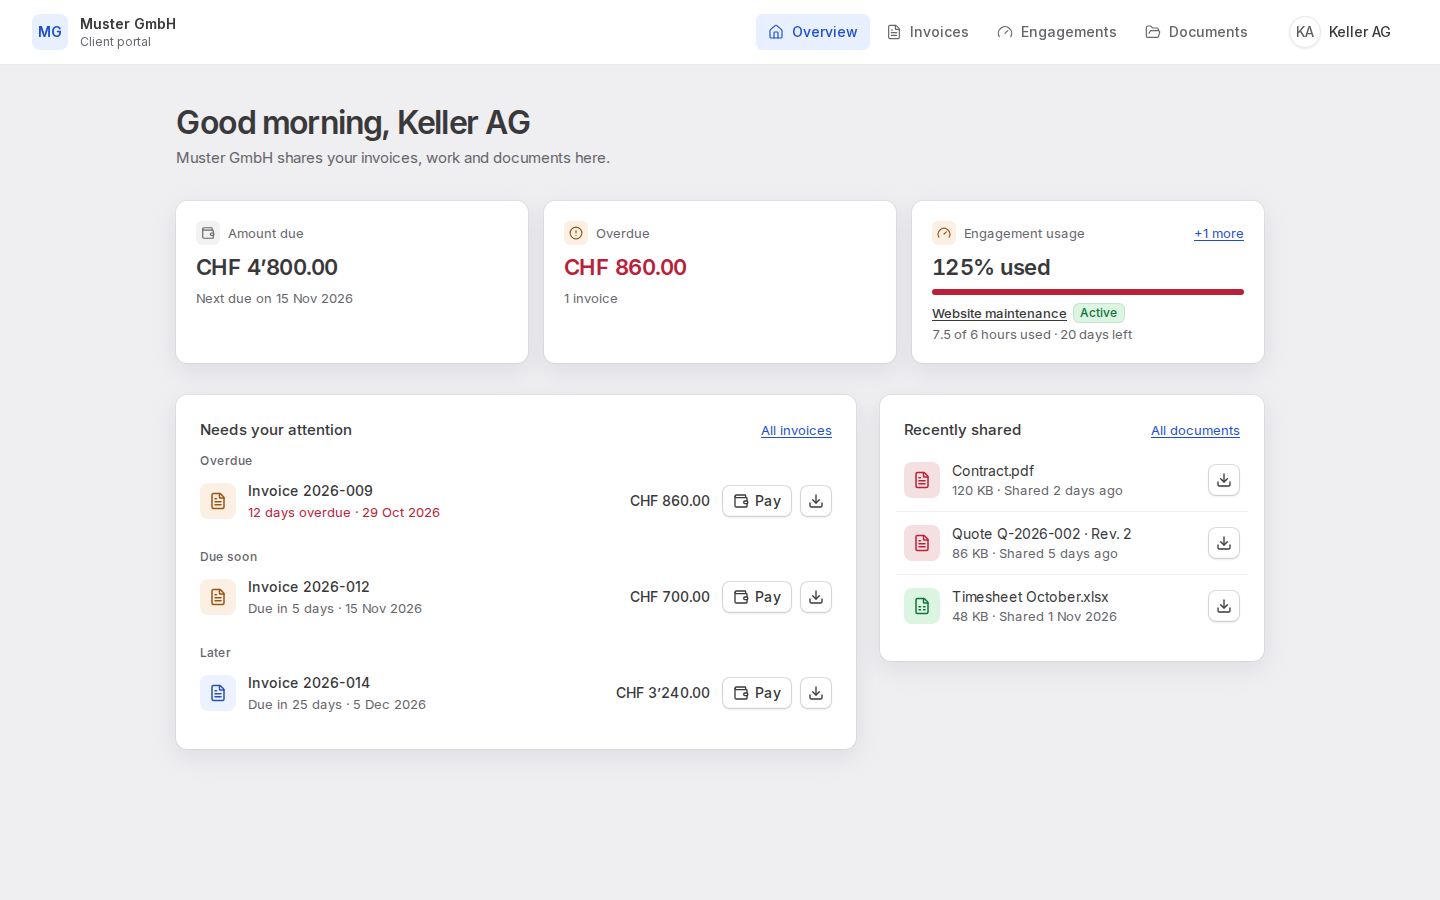 MG
Muster GmbH
Client portal
Overview
Invoices
Engagements
Documents
KA
Keller AG
Good morning, Keller AG
Muster GmbH shares your invoices, work and documents here.
Amount due
CHF 4’800.00
Next due on 15 Nov 2026
Overdue
CHF 860.00
1 invoice
Engagement usage
+1 more
125% used
Website maintenance
Active
7.5 of 6 hours used · 20 days left
Needs your attention
All invoices
Overdue
Invoice 2026-009
12 days overdue · 29 Oct 2026
CHF 860.00
Pay
Due soon
Invoice 2026-012
Due in 5 days · 15 Nov 2026
CHF 700.00
Pay
Later
Invoice 2026-014
Due in 25 days · 5 Dec 2026
CHF 3’240.00
Pay
Recently shared
All documents
Contract.pdf
120 KB · Shared 2 days ago
Quote Q-2026-002 · Rev. 2
86 KB · Shared 5 days ago
Timesheet October.xlsx
48 KB · Shared 1 Nov 2026